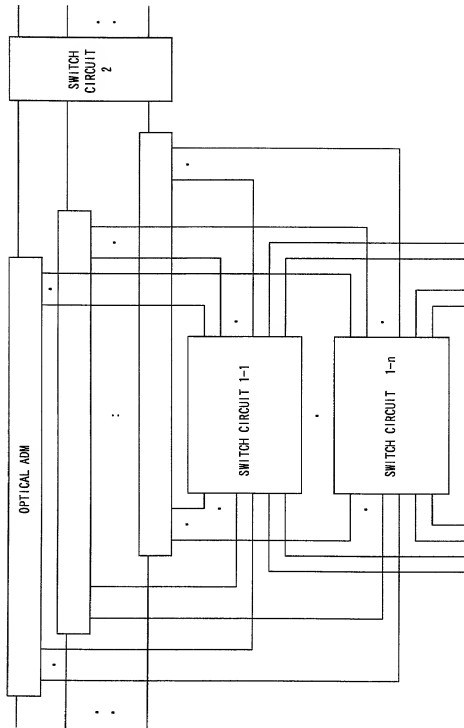 OPTICAL ADM
SWITCH
CIRCUIT
2
SWITCH CIRCUIT 1-1
SWITCH CIRCUIT 1-n